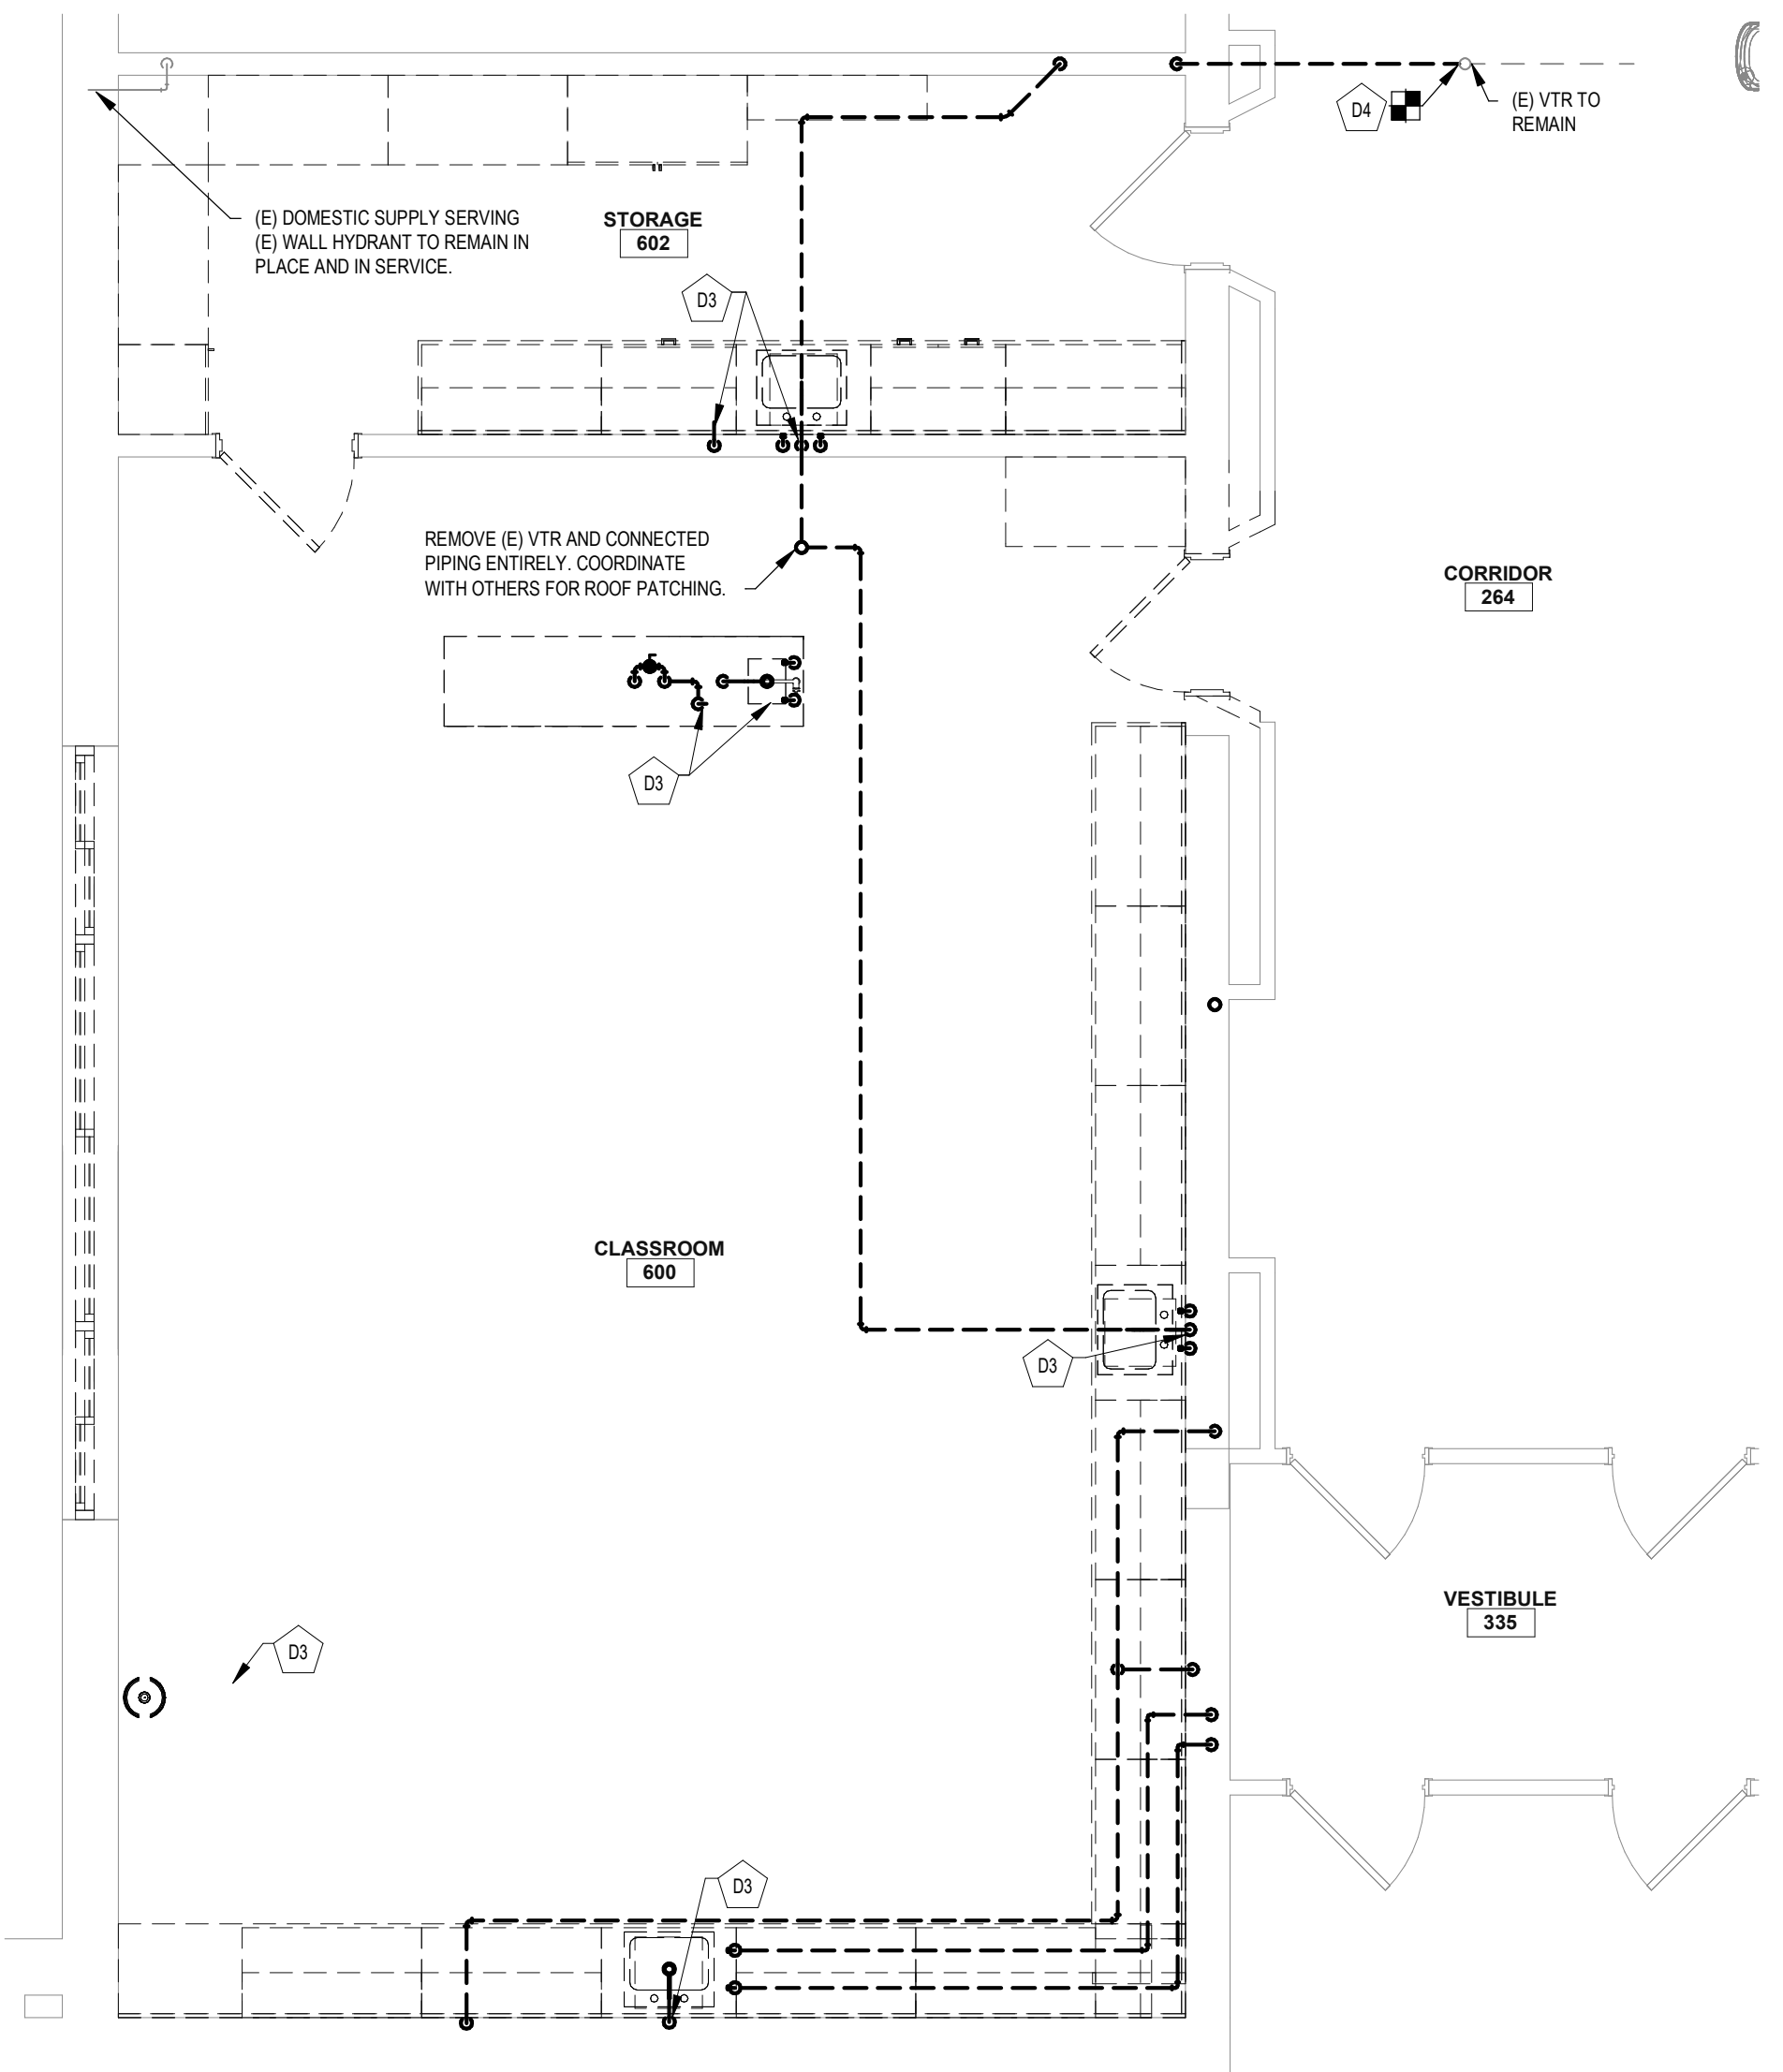 D4
(E) VTR TO
REMAIN
(E) DOMESTIC SUPPLY SERVING
(E) WALL HYDRANT TO REMAIN IN
PLACE AND IN SERVICE.
STORAGE
602
D3
REMOVE (E) VTR AND CONNECTED
PIPING ENTIRELY. COORDINATE
WITH OTHERS FOR ROOF PATCHING.
CORRIDOR
264
D3
CLASSROOM
600
D3
VESTIBULE
335
D3
D3